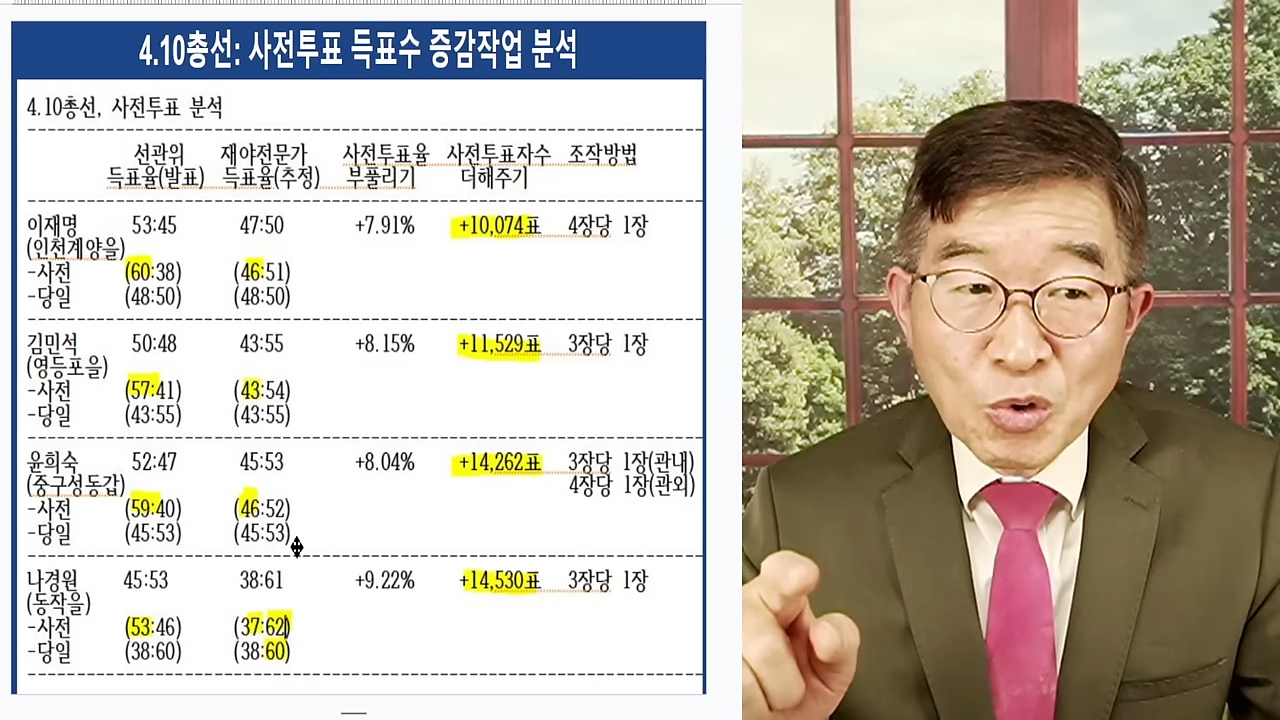 4.10총선: 사전투표 득표수 증감작업 분석
4.10총선, 사전투표 분석
선관위 재야전문가 사전투표율 사전투표자수 조작방법
득표율(발표) 득표율(추정) 부풀리기 더해주기
이재명 53:45 47:50 +7.91% +10,074표 4장당 1장
(인천계양을)
-사전 (60:38) (46:51)
-당일 (48:50) (48:50)
김민석 50:48 43:55 +8.15% +11,529표 3장당 1장
(영등포을)
-사전 (57:41) (43:54)
-당일 (43:55) (43:55)
윤희숙 52:47 45:53 +8.04% +14,262표 3장당 1장(관내)
(중구성동갑) 4장당 1장(관외)
-사전 (59:40) (46:52)
-당일 (45:53) (45:53)
나경원 45:53 38:61 +9.22% +14,530표 3장당 1장
(동작을)
-사전 (53:46) (37:62)
-당일 (38:60) (38:60)